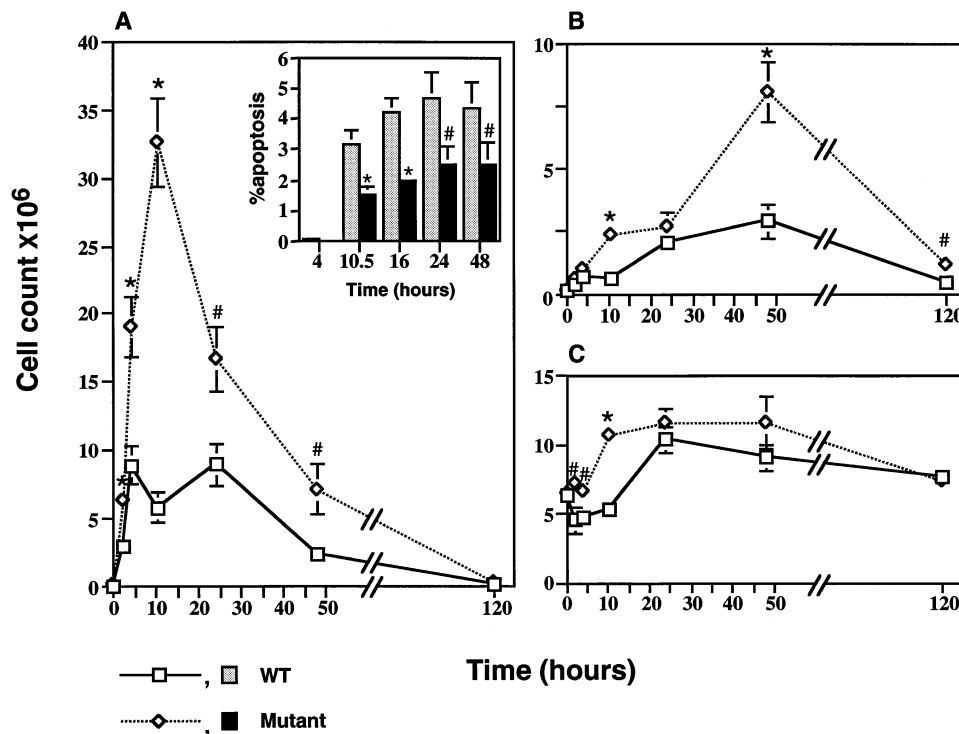 A
Cell count x10⁶
40
35
30
25
20
15
10
5
0
* * * * # #
0 10 20 30 40 50 120
%apoptosis
6
5
4
3
2
1
0
* * # #
4 10.5 16 24 48
Time (hours)
B
10
5
0
* * #
0 10 20 30 40 50 120
C
15
10
5
0
# # *
0 10 20 30 40 50 120
Time (hours)
, WT
, Mutant